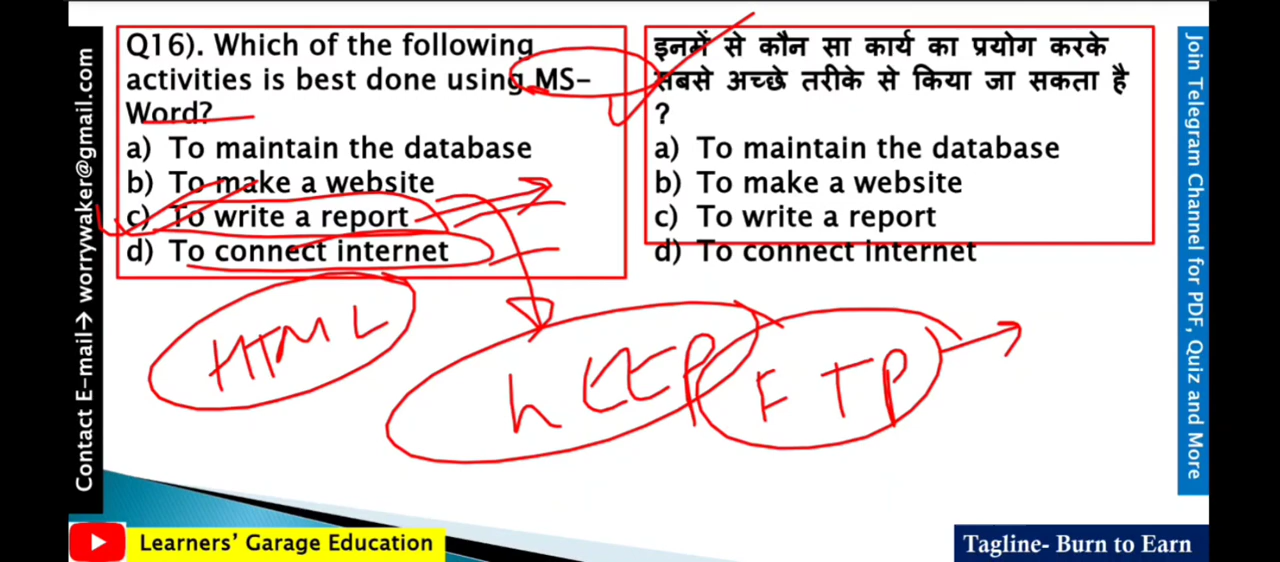 Q16). Which of the following
activities is best done using MS-
Word?
a) To maintain the database
b) To make a website
c) To write a report
d) To connect internet
इनमें से कौन सा कार्य का प्रयोग करके
सबसे अच्छे तरीके से किया जा सकता है
?
a) To maintain the database
b) To make a website
c) To write a report
d) To connect internet
HTML
http
FTP
Contact E-mail→ worrywaker@gmail.com
Join Telegram Channel for PDF, Quiz and More
Learners' Garage Education
Tagline- Burn to Earn